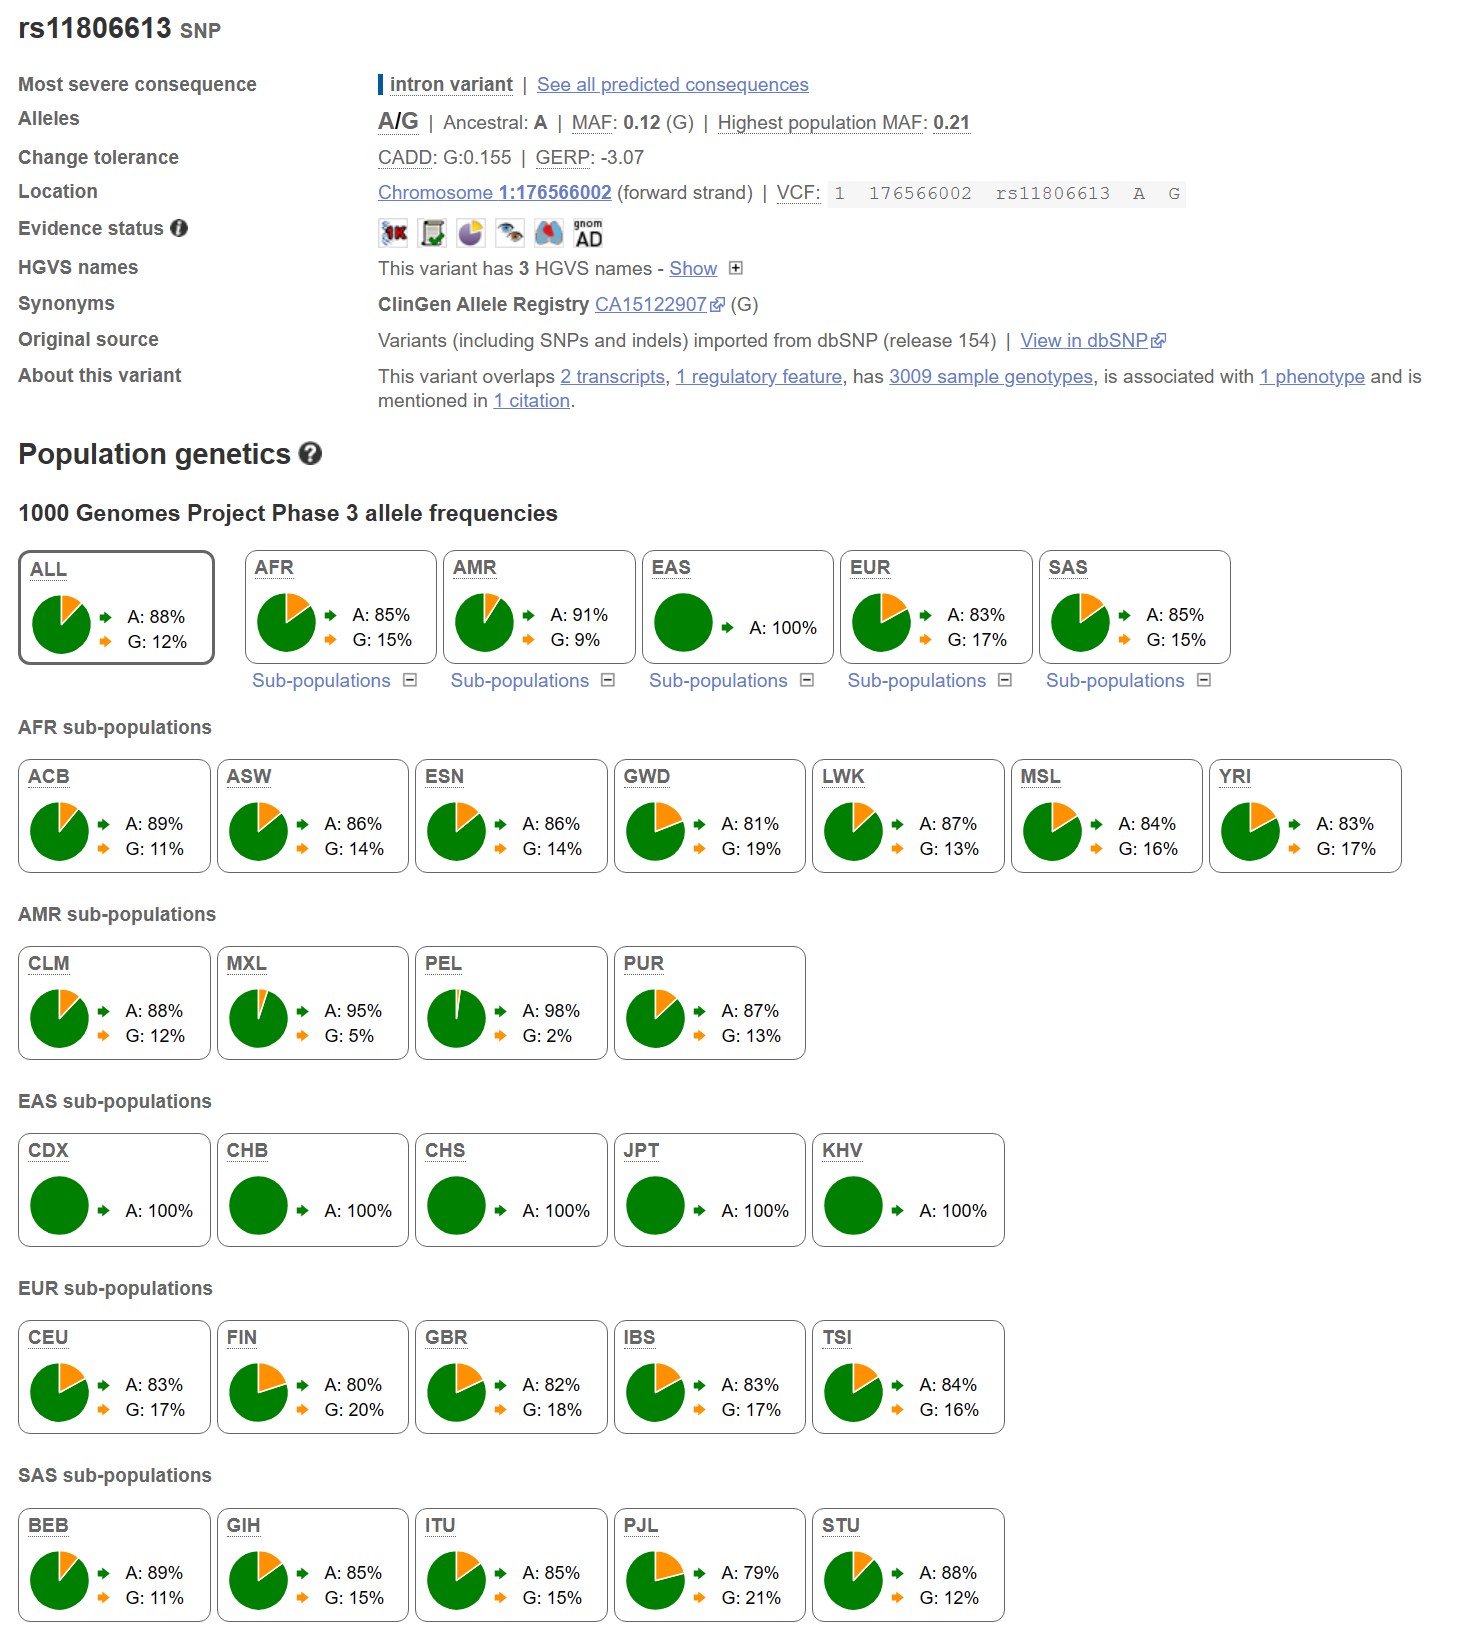 rs11806613 SNP
Most severe consequence intron variant | See all predicted consequences
Alleles A/G | Ancestral: A | MAF: 0.12 (G) | Highest population MAF: 0.21
Change tolerance CADD: G:0.155 | GERP: -3.07
Location Chromosome 1:176566002 (forward strand) | VCF: 1 176566002 rs11806613 A G
Evidence status i 1K gnom AD
HGVS names This variant has 3 HGVS names - Show
Synonyms ClinGen Allele Registry CA15122907 (G)
Original source Variants (including SNPs and indels) imported from dbSNP (release 154) | View in dbSNP
About this variant This variant overlaps 2 transcripts, 1 regulatory feature, has 3009 sample genotypes, is associated with 1 phenotype and is
mentioned in 1 citation.
Population genetics ?
1000 Genomes Project Phase 3 allele frequencies
ALL AFR AMR EAS EUR SAS
A: 88% A: 85% A: 91% A: 100% A: 83% A: 85%
G: 12% G: 15% G: 9% G: 17% G: 15%
Sub-populations Sub-populations Sub-populations Sub-populations Sub-populations
AFR sub-populations
ACB ASW ESN GWD LWK MSL YRI
A: 89% A: 86% A: 86% A: 81% A: 87% A: 84% A: 83%
G: 11% G: 14% G: 14% G: 19% G: 13% G: 16% G: 17%
AMR sub-populations
CLM MXL PEL PUR
A: 88% A: 95% A: 98% A: 87%
G: 12% G: 5% G: 2% G: 13%
EAS sub-populations
CDX CHB CHS JPT KHV
A: 100% A: 100% A: 100% A: 100% A: 100%
EUR sub-populations
CEU FIN GBR IBS TSI
A: 83% A: 80% A: 82% A: 83% A: 84%
G: 17% G: 20% G: 18% G: 17% G: 16%
SAS sub-populations
BEB GIH ITU PJL STU
A: 89% A: 85% A: 85% A: 79% A: 88%
G: 11% G: 15% G: 15% G: 21% G: 12%